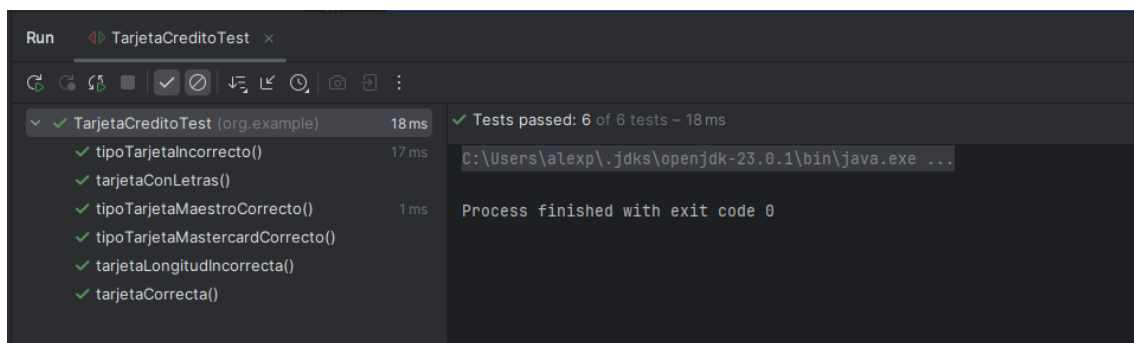 Run TarjetaCreditoTest ×
TarjetaCreditoTest (org.example) 18 ms
tipoTarjetaIncorrecto() 17 ms
tarjetaConLetras()
tipoTarjetaMaestroCorrecto() 1 ms
tipoTarjetaMastercardCorrecto()
tarjetaLongitudIncorrecta()
tarjetaCorrecta()
Tests passed: 6 of 6 tests – 18 ms
C:\Users\alexp\.jdks\openjdk-23.0.1\bin\java.exe ...
Process finished with exit code 0